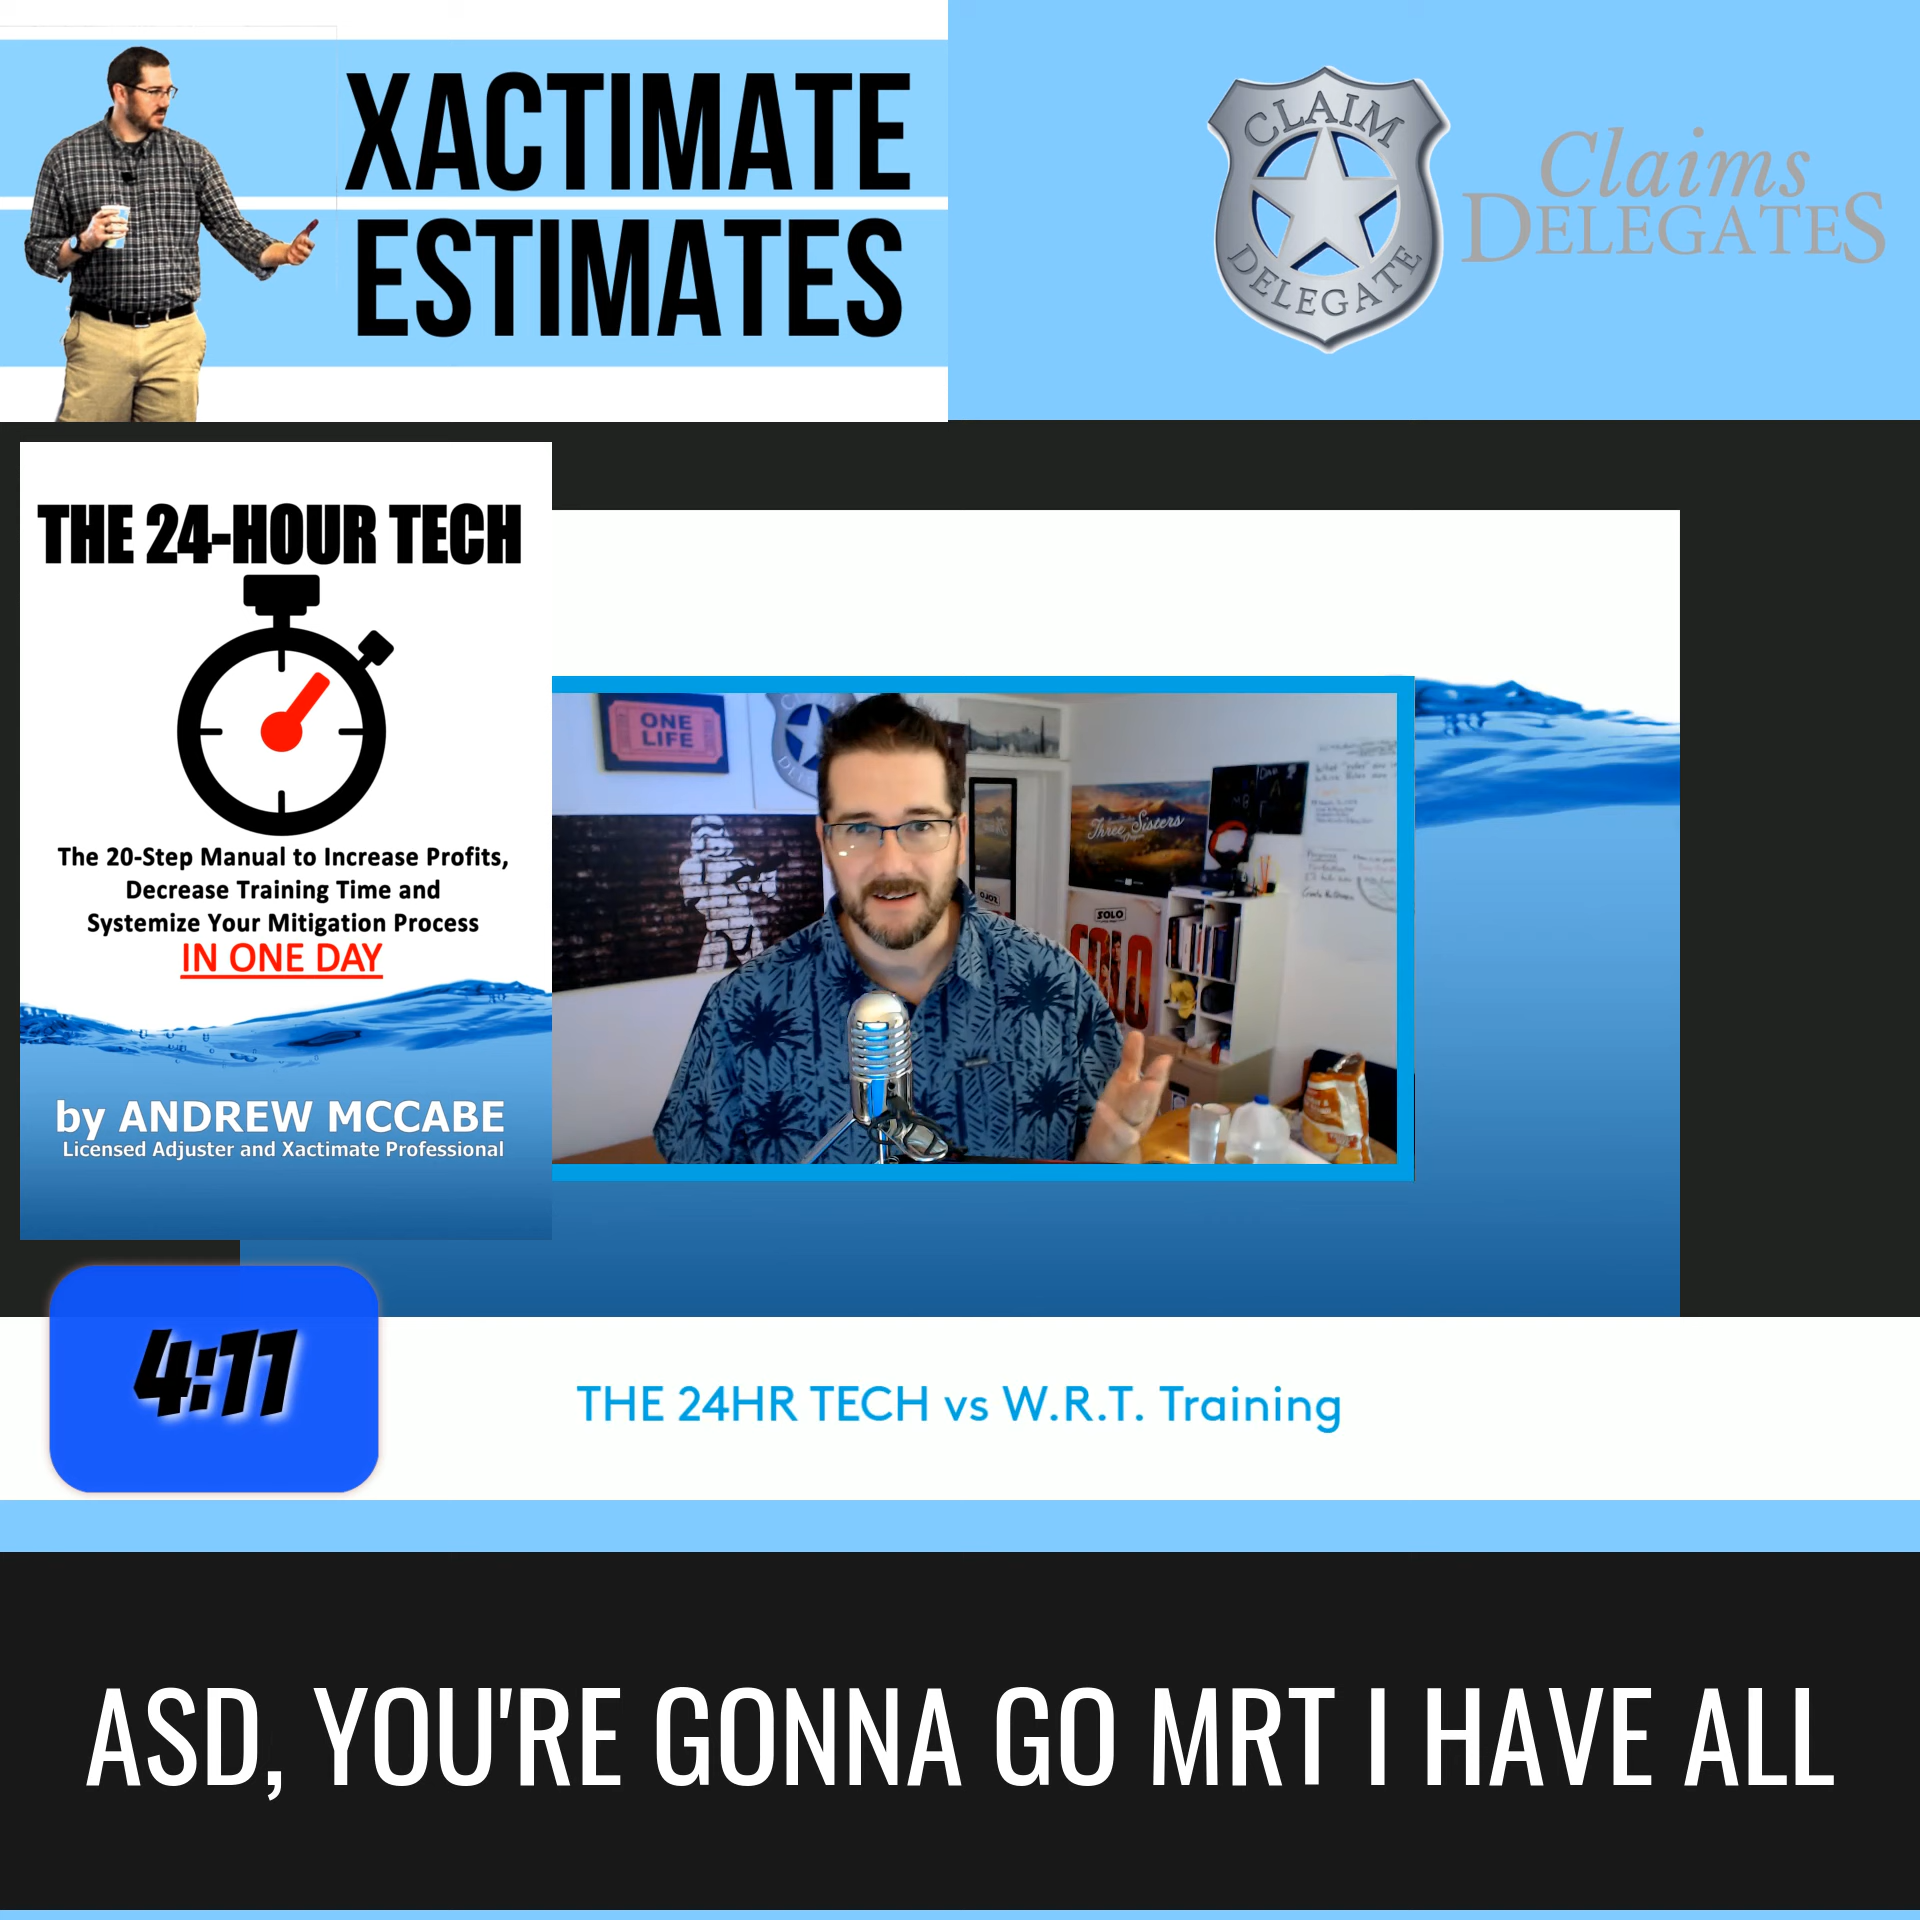 XACTIMATE
ESTIMATES
CLAIM
DELEGATE
Claims
DELEGATES
THE 24-HOUR TECH
The 20-Step Manual to Increase Profits,
Decrease Training Time and
Systemize Your Mitigation Process
IN ONE DAY
by ANDREW MCCABE
Licensed Adjuster and Xactimate Professional
ONE
LIFE
Three Sisters
SOLO
SOLO
4:11
THE 24HR TECH vs W.R.T. Training
ASD, YOU'RE GONNA GO MRT I HAVE ALL